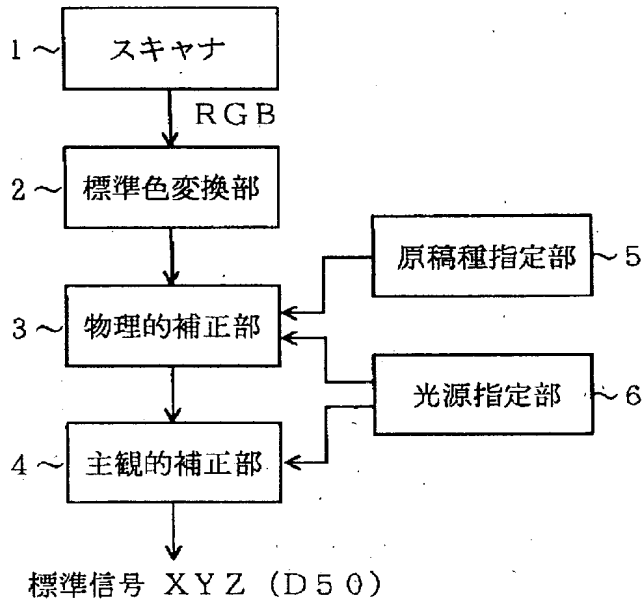 1 スキャナ
RGB
2 標準色変換部
原稿種指定部 5
3 物理的補正部
光源指定部 6
4 主観的補正部
標準信号 XYZ (D50)